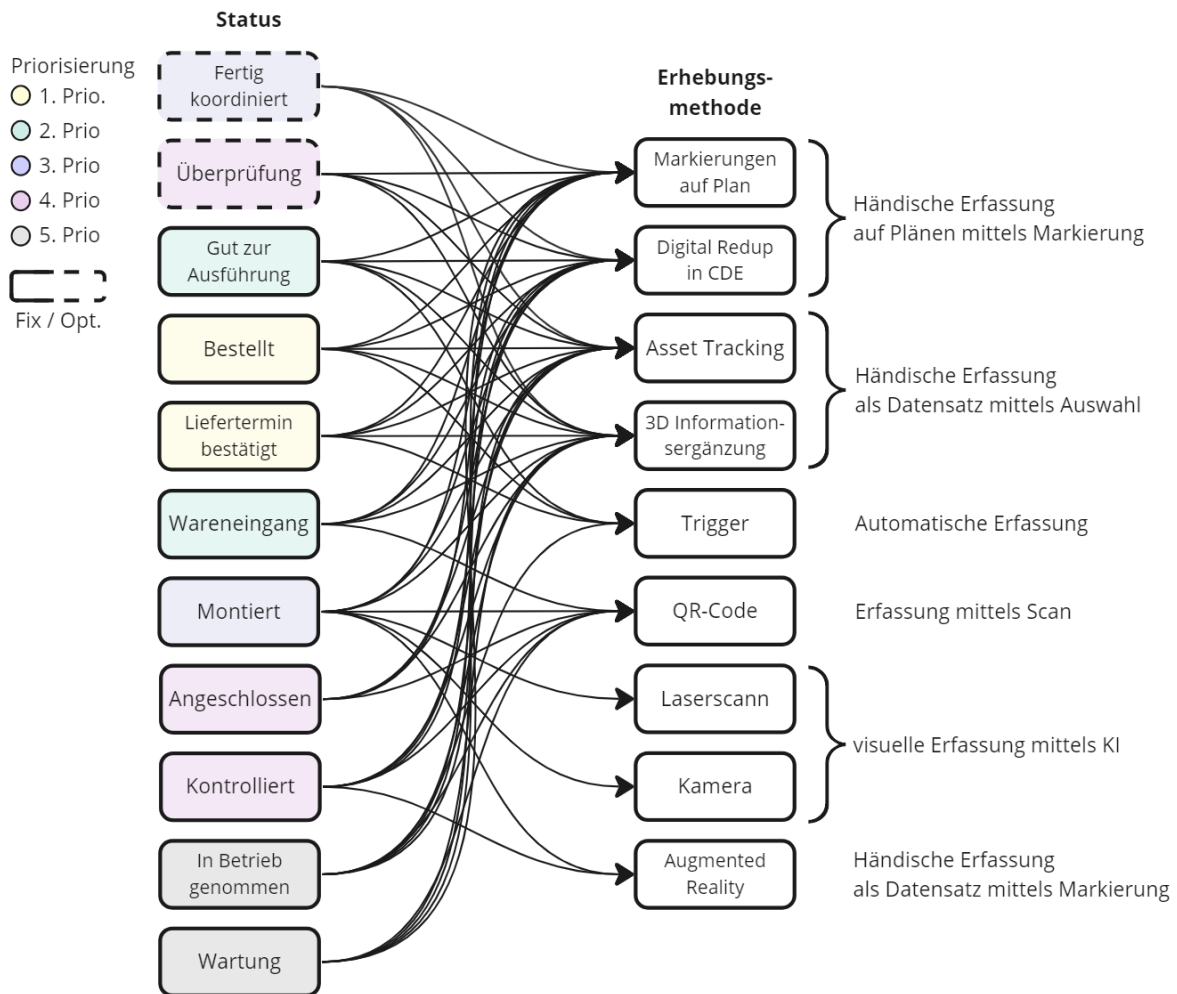 Status
Priorisierung
1. Prio.
2. Prio
3. Prio
4. Prio
5. Prio
Fix / Opt.
Fertig
koordiniert
Überprüfung
Gut zur
Ausführung
Bestellt
Liefertermin
bestätigt
Wareneingang
Montiert
Angeschlossen
Kontrolliert
In Betrieb
genommen
Wartung
Erhebungs-
methode
Markierungen
auf Plan
Digital Redup
in CDE
Asset Tracking
3D Information-
sergänzung
Trigger
QR-Code
Laserscann
Kamera
Augmented
Reality
Händische Erfassung
auf Plänen mittels Markierung
Händische Erfassung
als Datensatz mittels Auswahl
Automatische Erfassung
Erfassung mittels Scan
visuelle Erfassung mittels KI
Händische Erfassung
als Datensatz mittels Markierung